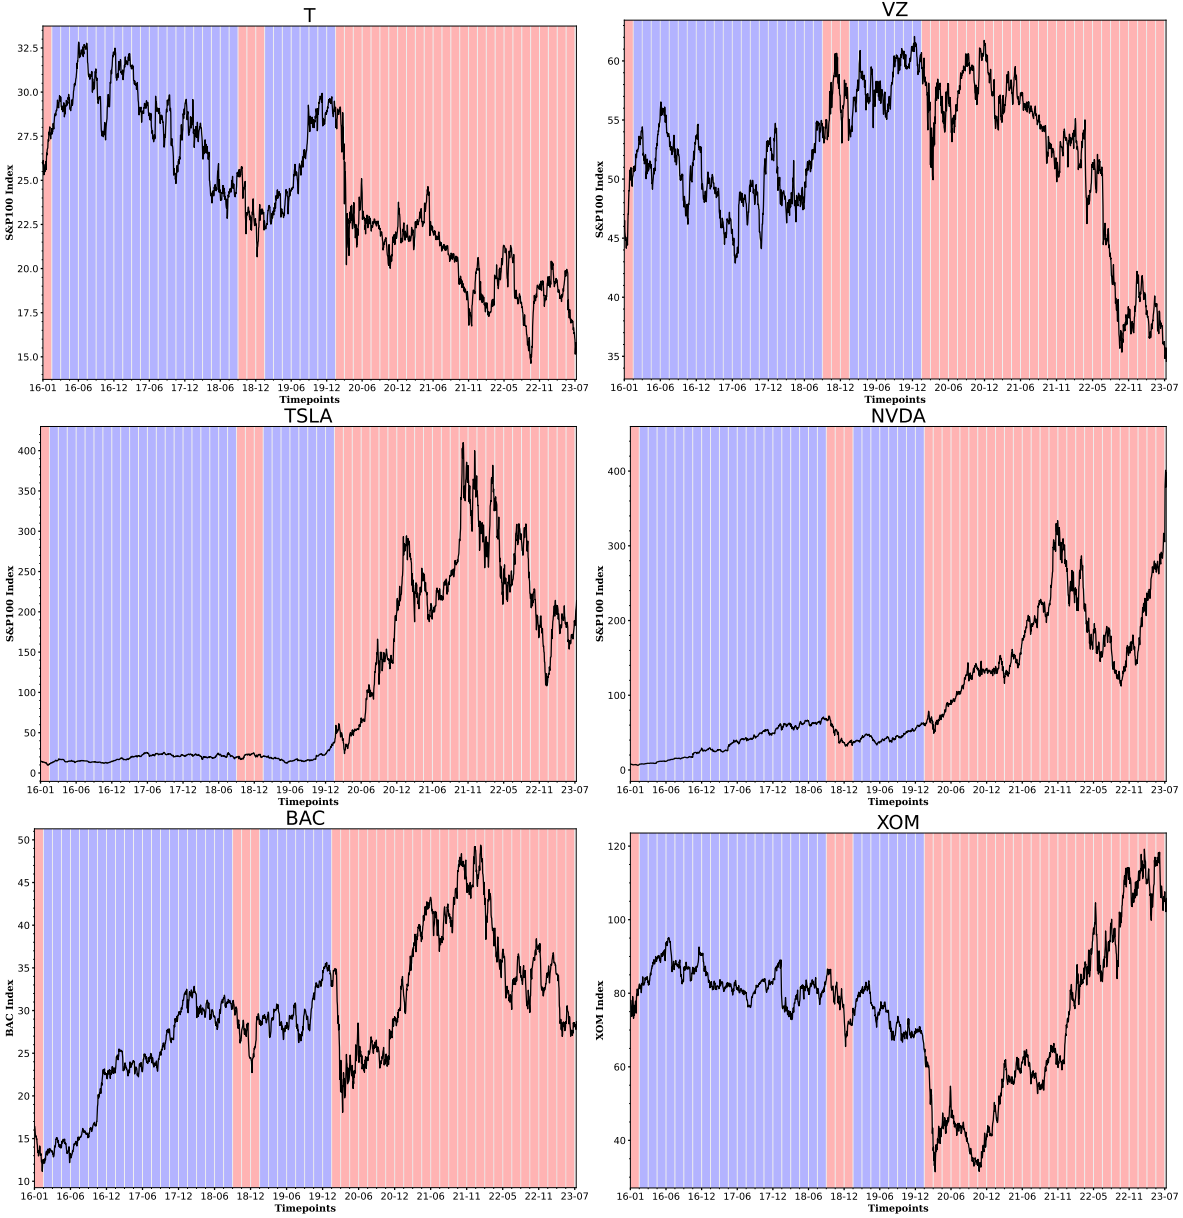 T
32.5
30.0
27.5
25.0
22.5
20.0
17.5
15.0
S&P100 Index
16-01 16-06 16-12 17-06 17-12 18-06 18-12 19-06 19-12 20-06 20-12 21-06 21-11 22-05 22-11 23-07
Timepoints
VZ
60
55
50
45
40
35
S&P100 Index
16-01 16-06 16-12 17-06 17-12 18-06 18-12 19-06 19-12 20-06 20-12 21-06 21-11 22-05 22-11 23-07
Timepoints
TSLA
400
350
300
250
200
150
100
50
0
S&P100 Index
16-01 16-06 16-12 17-06 17-12 18-06 18-12 19-06 19-12 20-06 20-12 21-06 21-11 22-05 22-11 23-07
Timepoints
NVDA
400
300
200
100
0
S&P100 Index
16-01 16-06 16-12 17-06 17-12 18-06 18-12 19-06 19-12 20-06 20-12 21-06 21-11 22-05 22-11 23-07
Timepoints
BAC
50
45
40
35
30
25
20
15
10
BAC Index
16-01 16-06 16-12 17-06 17-12 18-06 18-12 19-06 19-12 20-06 20-12 21-06 21-11 22-05 22-11 23-07
Timepoints
XOM
120
100
80
60
40
XOM Index
16-01 16-06 16-12 17-06 17-12 18-06 18-12 19-06 19-12 20-06 20-12 21-06 21-11 22-05 22-11 23-07
Timepoints